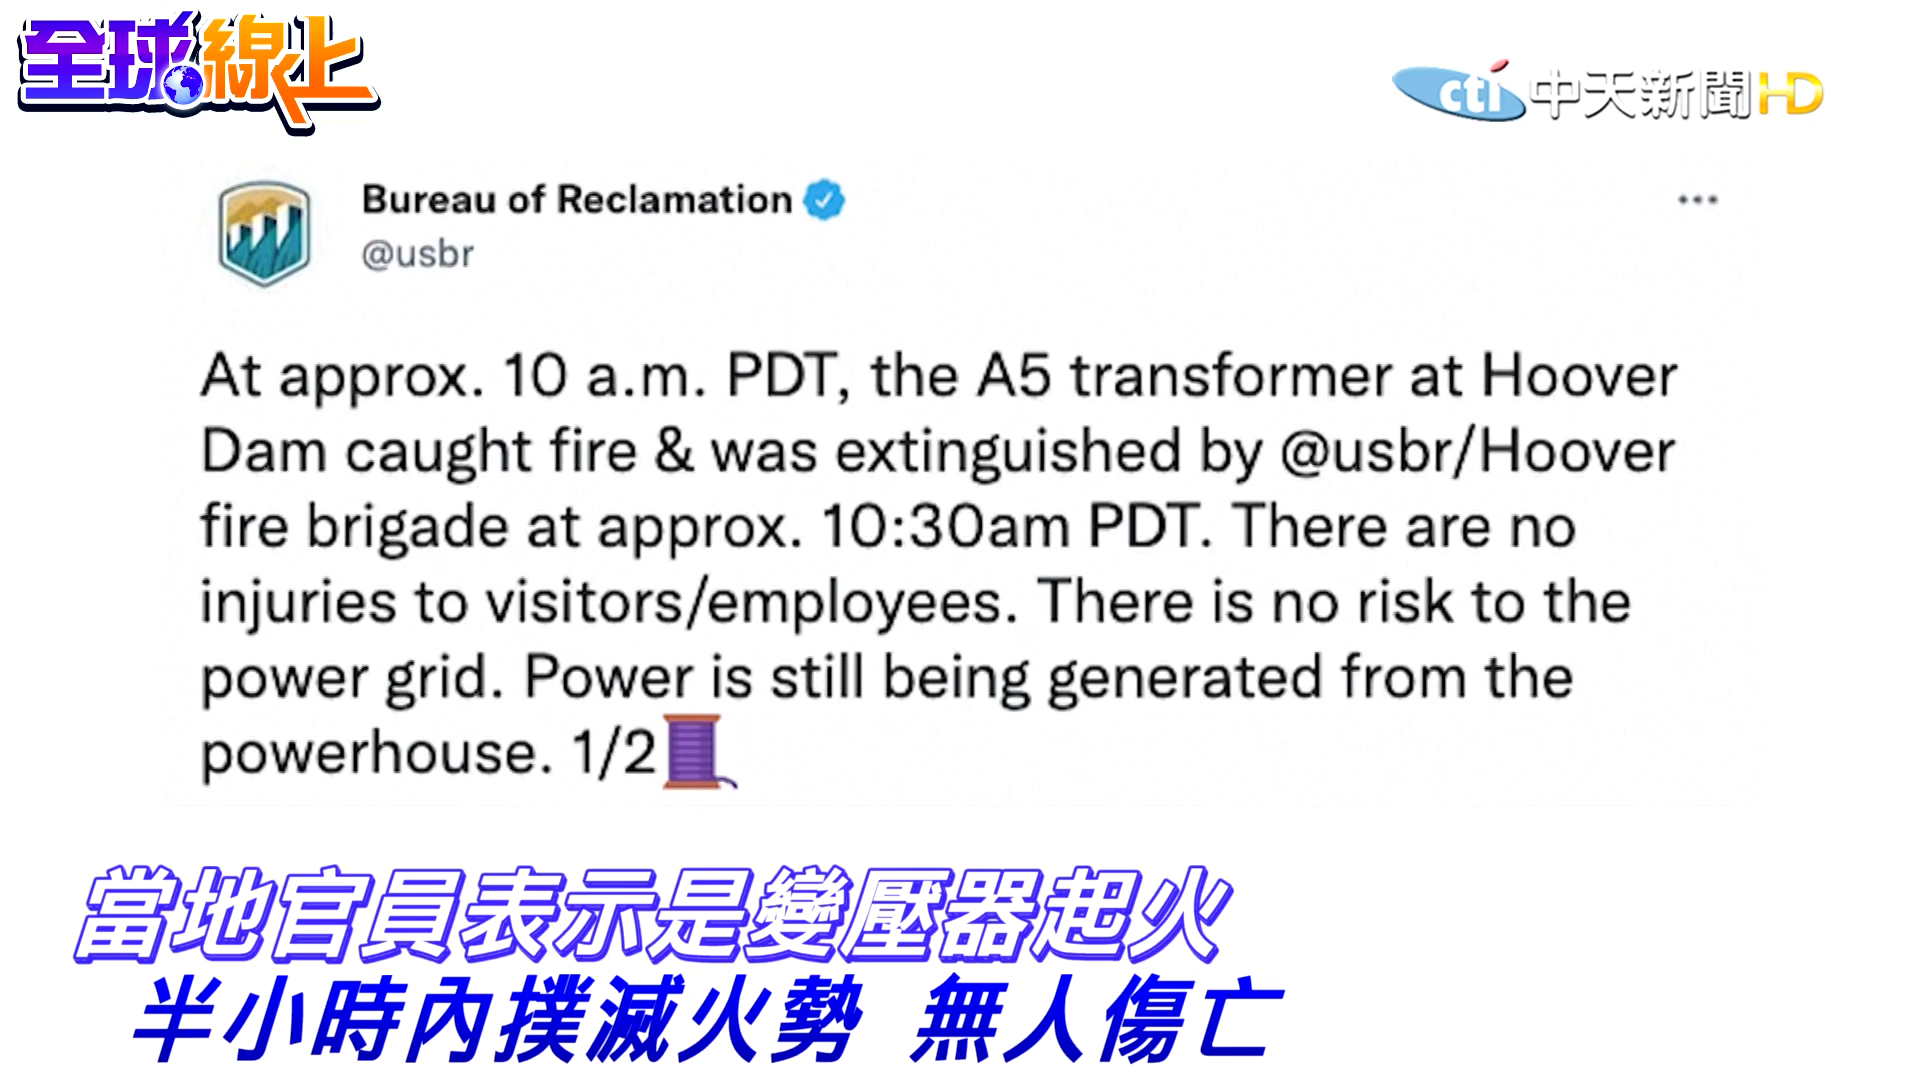 全球線上
cti 中天新聞HD
Bureau of Reclamation
@usbr
At approx. 10 a.m. PDT, the A5 transformer at Hoover
Dam caught fire & was extinguished by @usbr/Hoover
fire brigade at approx. 10:30am PDT. There are no
injuries to visitors/employees. There is no risk to the
power grid. Power is still being generated from the
powerhouse. 1/2🧵
當地官員表示是變壓器起火
半小時內撲滅火勢 無人傷亡